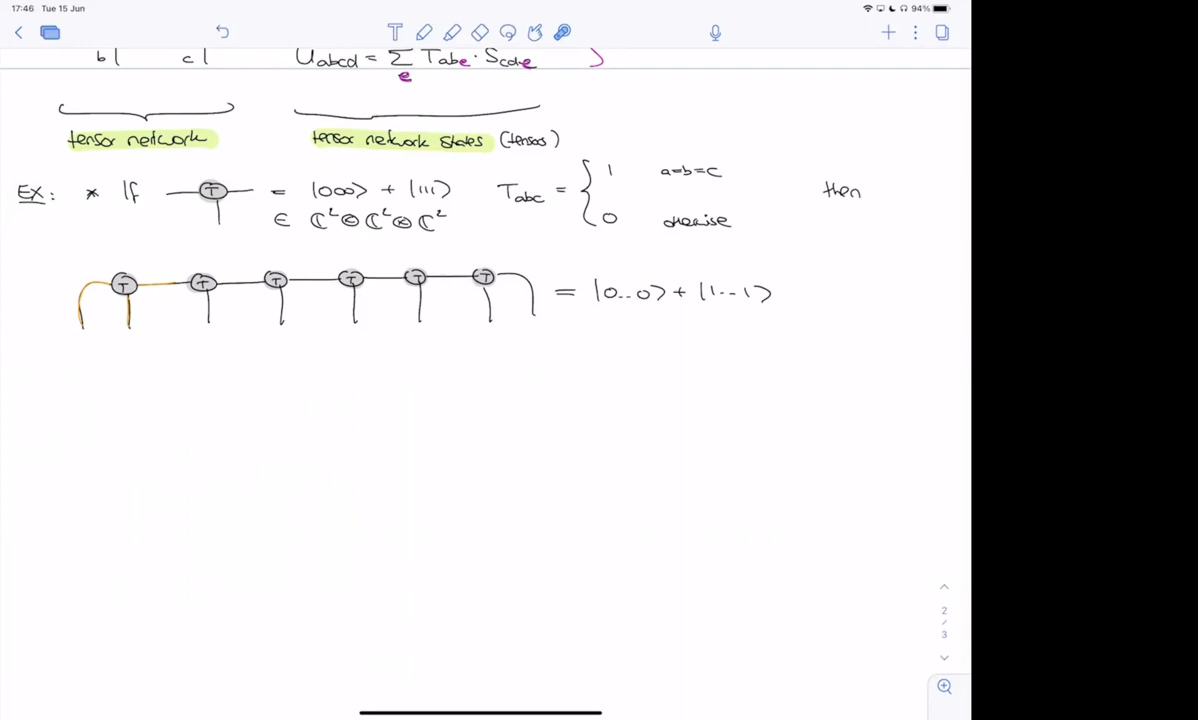 17:46 Tue 15 Jun
94%
T
b| c| U_abcd = Σ_e T_abe · S_cde )
tensor network tensor network states (tensors)
EX: * If T = |000⟩ + |111⟩ T_abc = { 1 a=b=c then
∈ ℂ²⊗ℂ²⊗ℂ² 0 otherwise
T T T T T T = |0..0⟩ + |1--1⟩
2
/
3